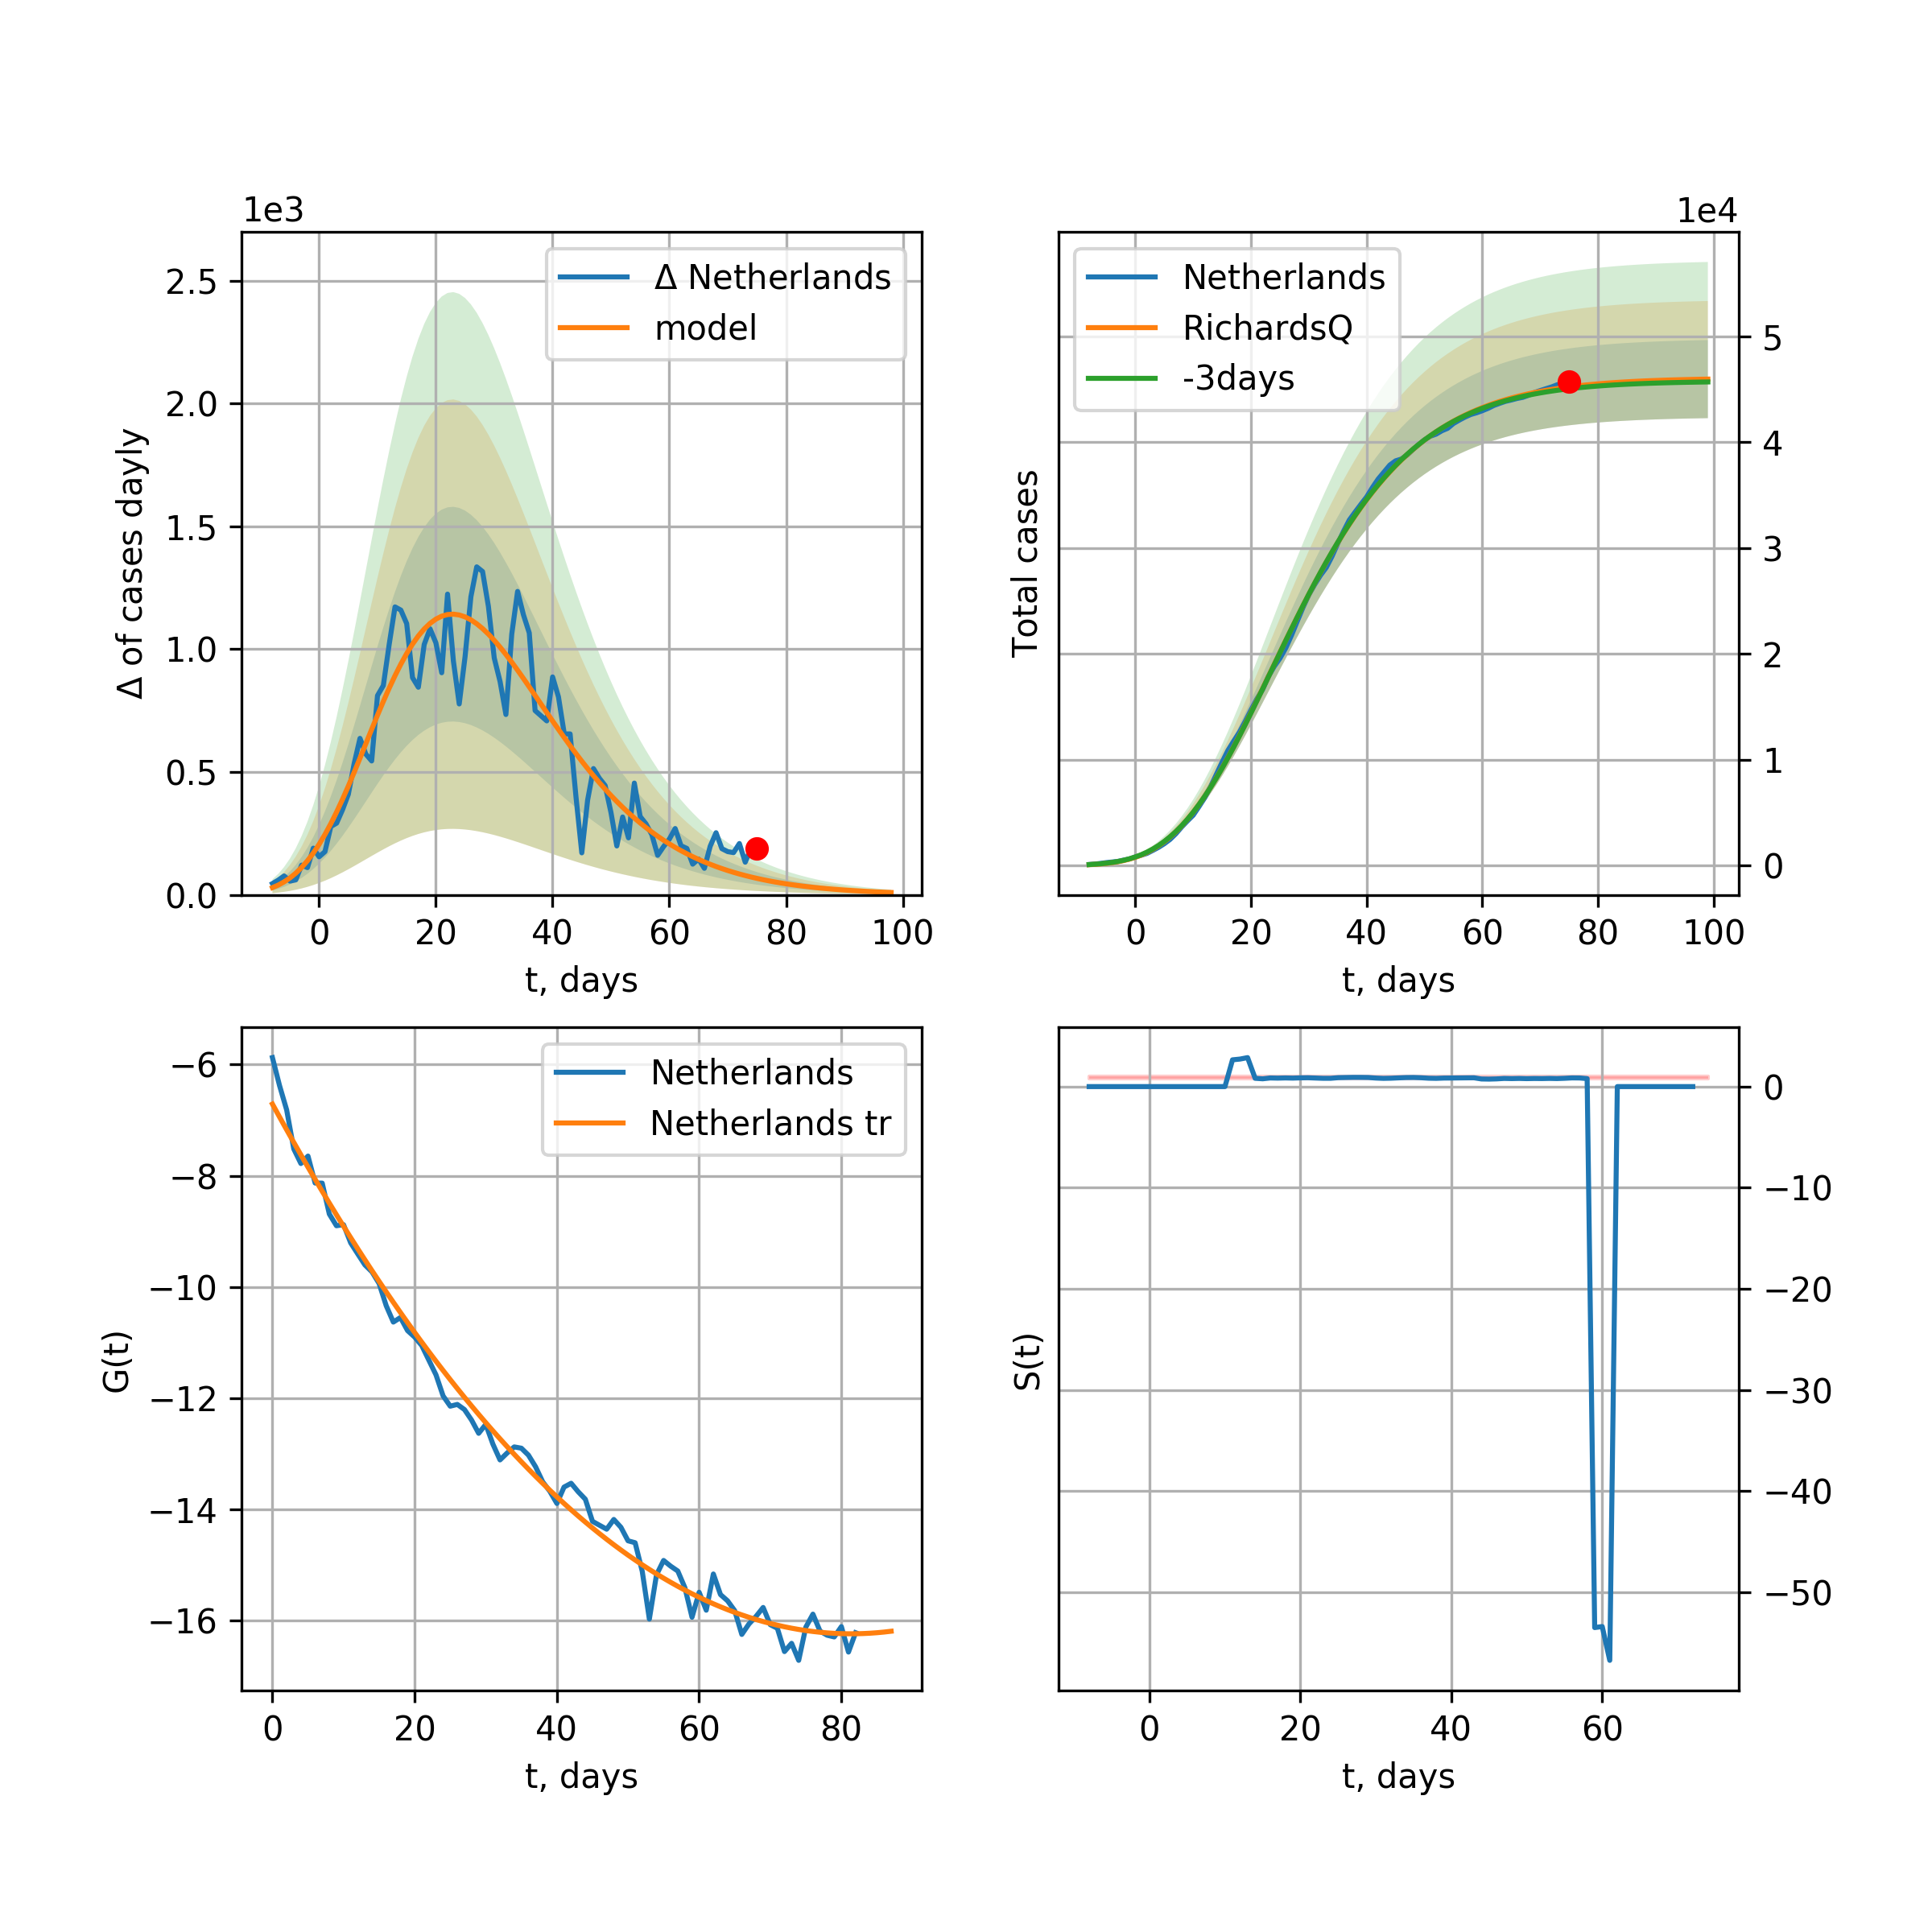 1e3
2.5
2.0
1.5
1.0
0.5
0.0
Δ of cases dayly
Δ Netherlands
model
0 20 40 60 80 100
t, days
1e4
Netherlands
RichardsQ
-3days
Total cases
5
4
3
2
1
0
0 20 40 60 80 100
t, days
−6
−8
−10
−12
−14
−16
G(t)
Netherlands
Netherlands tr
0 20 40 60 80
t, days
S(t)
0
−10
−20
−30
−40
−50
0 20 40 60
t, days